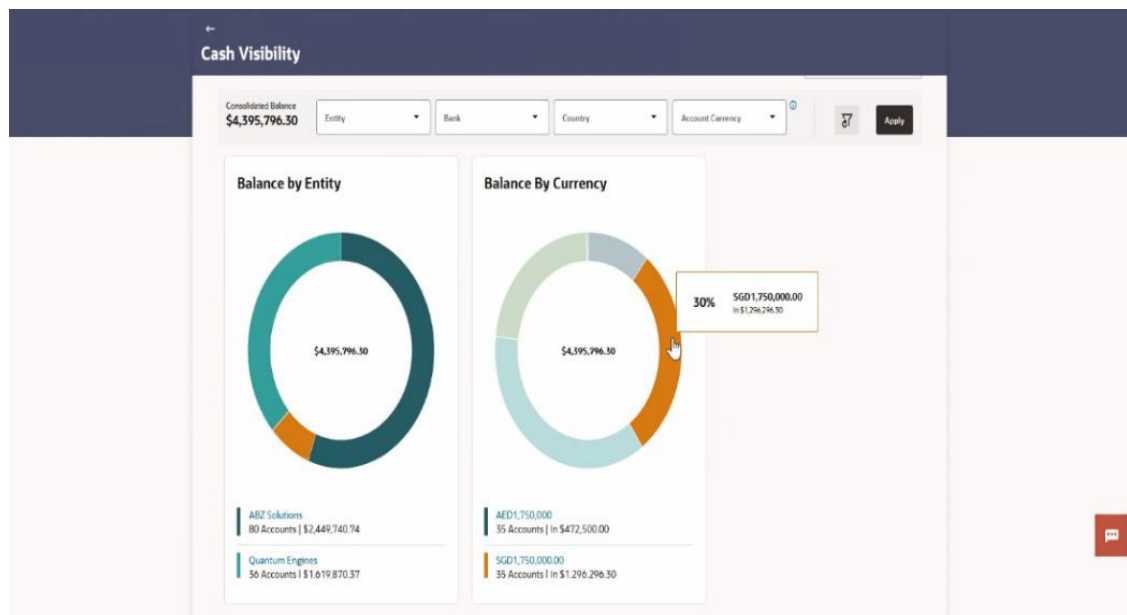 ←
Cash Visibility
Consolidated Balance
$4,395,796.30
Entity
Bank
Country
Account Currency
Apply
Balance by Entity
$4,395,796.30
ABZ Solutions
80 Accounts | $2,449,740.74
Quantum Engines
36 Accounts | $1,619,870.37
Balance By Currency
$4,395,796.30
30%
SGD1,750,000.00
In $1,296,296.30
AED1,750,000
35 Accounts | In $472,500.00
SGD1,750,000.00
35 Accounts | In $1,296,296.30